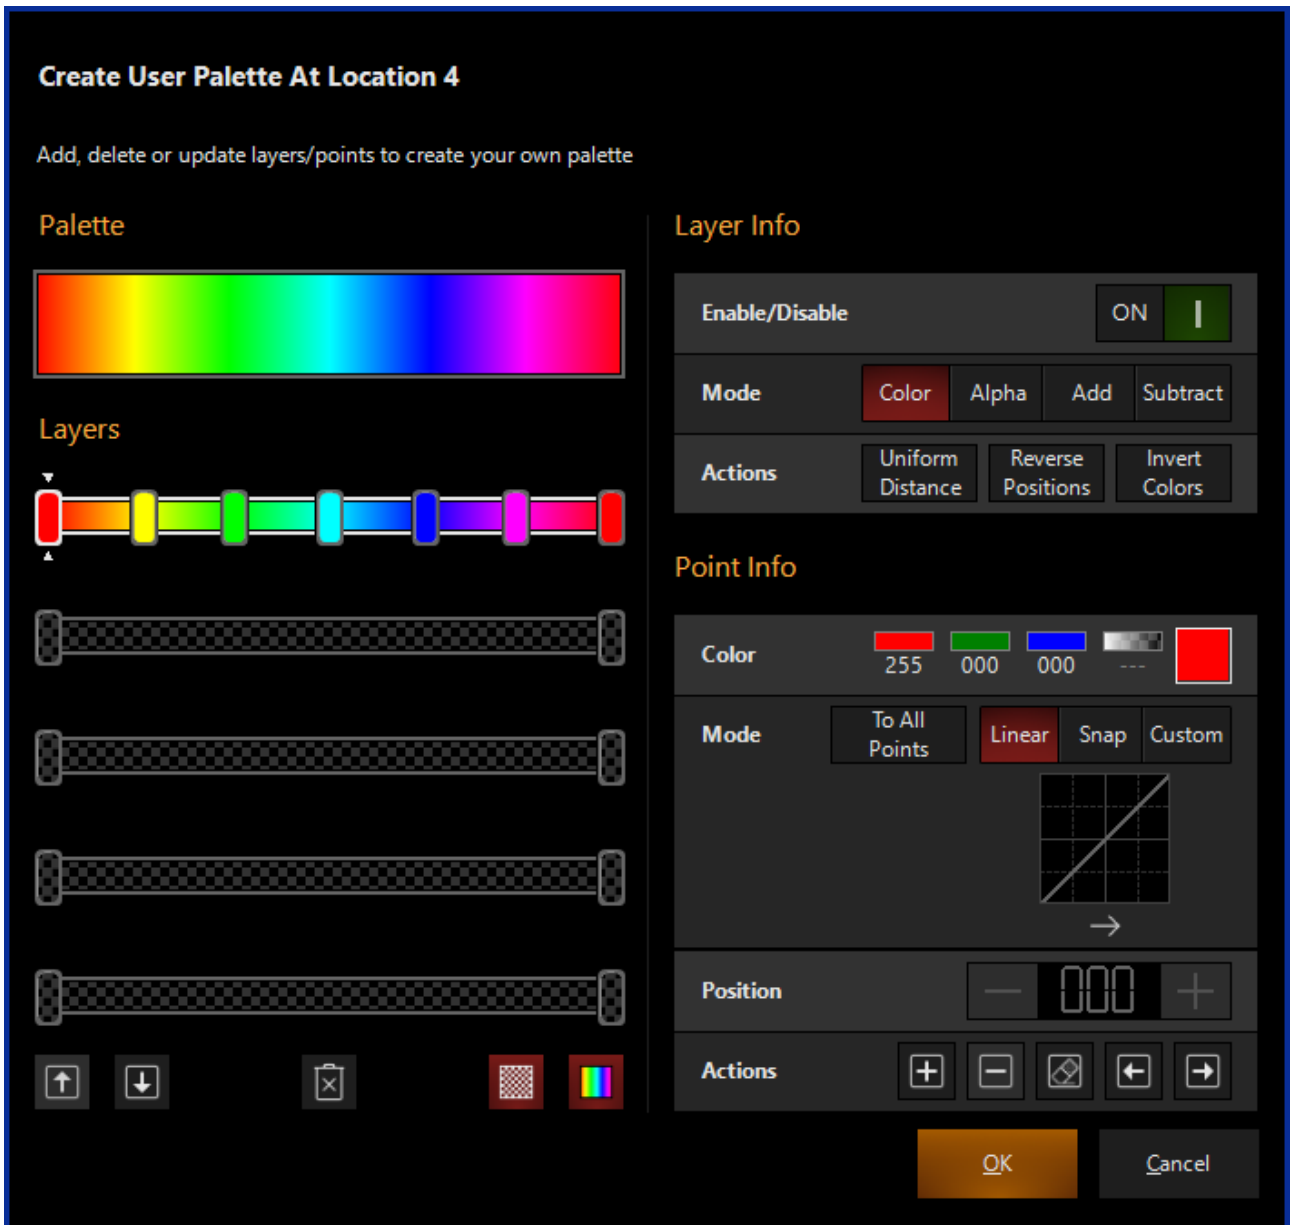 Create User Palette At Location 4
Add, delete or update layers/points to create your own palette
Palette
Layers
Layer Info
Enable/Disable
ON
Mode
Color
Alpha
Add
Subtract
Actions
Uniform
Distance
Reverse
Positions
Invert
Colors
Point Info
Color
255
000
000
---
Mode
To All
Points
Linear
Snap
Custom
Position
000
Actions
OK
Cancel